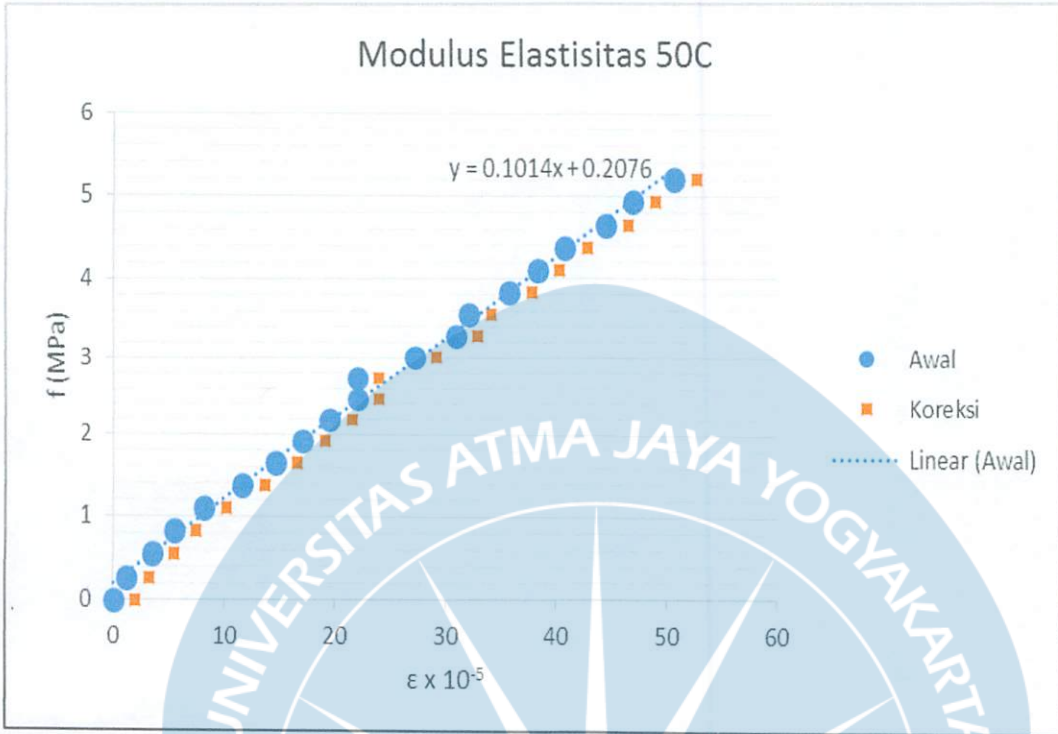 Modulus Elastisitas 50C
6
y = 0.1014x + 0.2076
5
4
3
2
1
0
f (MPa)
0 10 20 30 40 50 60
ε x 10⁻⁵
Awal
Koreksi
Linear (Awal)
UNIVERSITAS ATMA JAYA YOGYAKARTA